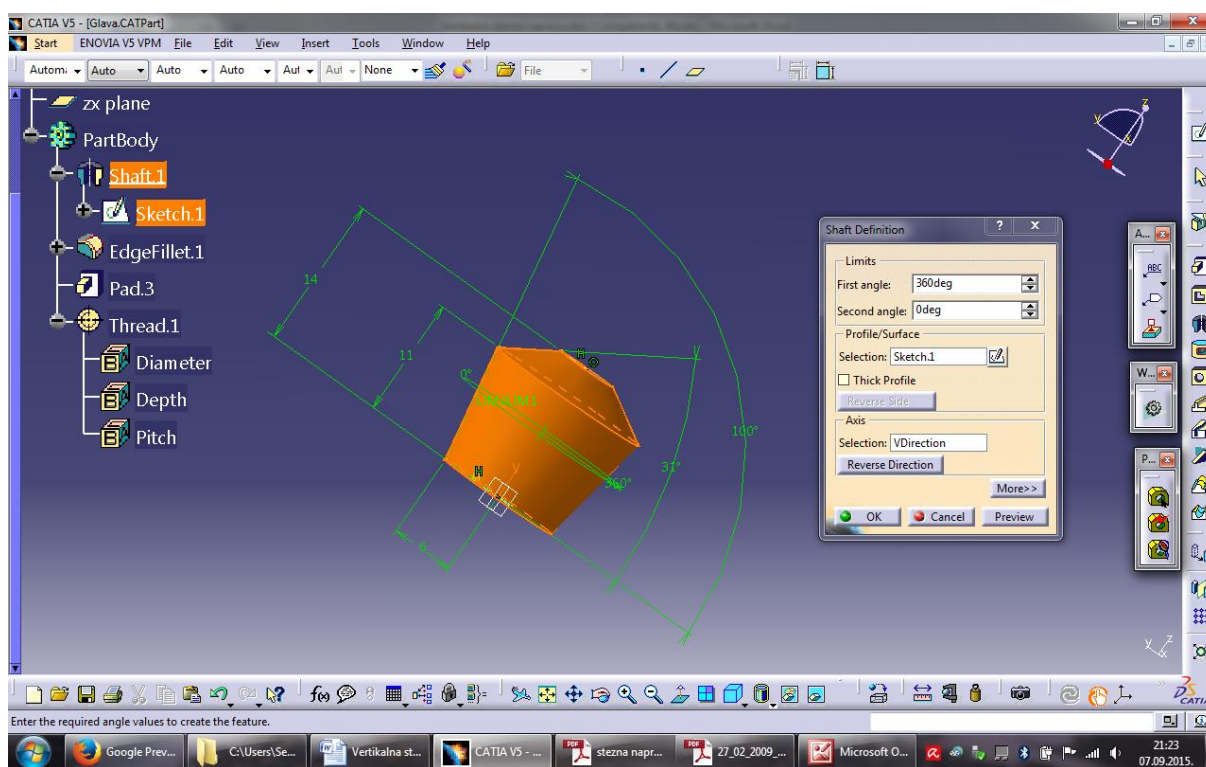 CATIA V5 - [Glava.CATPart]
Start ENOVIA V5 VPM File Edit View Insert Tools Window Help
Auto Auto Auto Aut Aut None File
zx plane
PartBody
Shaft.1
Sketch.1
EdgeFillet.1
Pad.3
Thread.1
Diameter
Depth
Pitch
14
11
0°
100°
31°
360°
6
H
H
y
z
y
x
Shaft Definition ? X
Limits
First angle: 360deg
Second angle: 0deg
Profile/Surface
Selection: Sketch.1
Thick Profile
Reverse Side
Axis
Selection: VDirection
Reverse Direction
More>>
OK Cancel Preview
A...
ABC
W...
P...
y z
x
f(x)
CATIA
Enter the required angle values to create the feature.
Google Prev... C:\Users\Se... Vertikalna st... CATIA V5 - ... stezna napr... 27_02_2009_... Microsoft O...
21:23
07.09.2015.